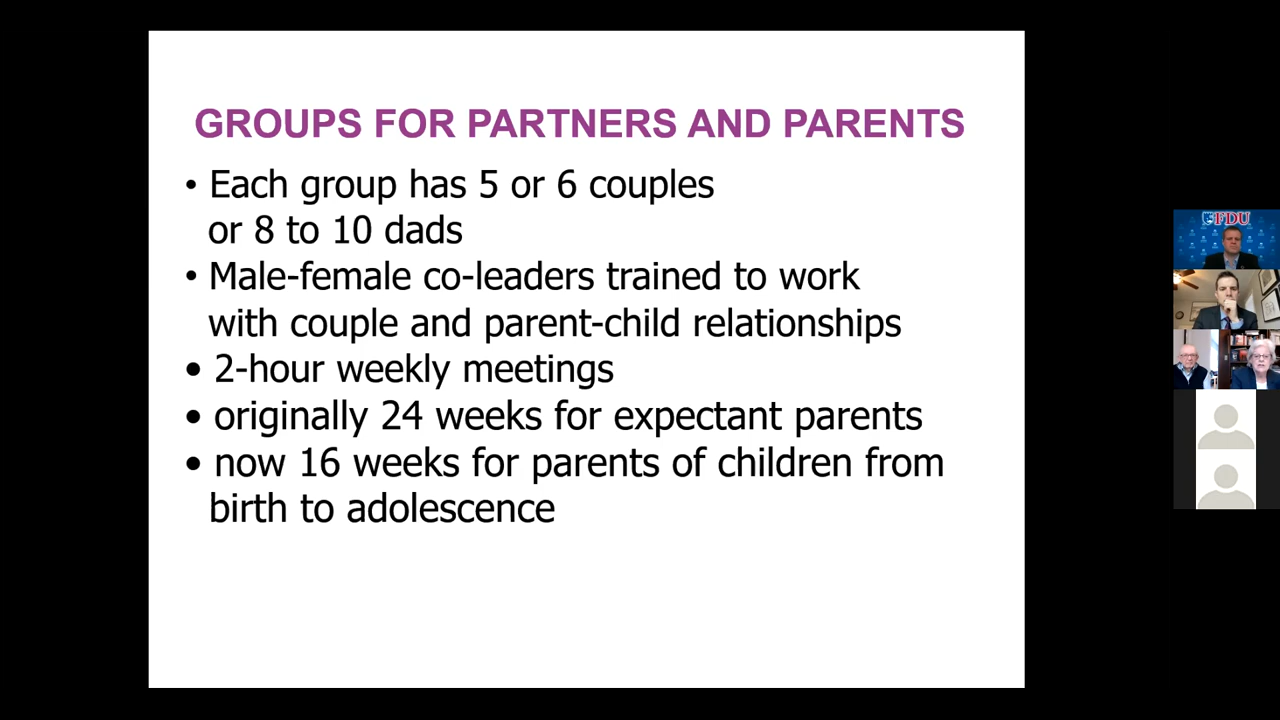 GROUPS FOR PARTNERS AND PARENTS
• Each group has 5 or 6 couples
or 8 to 10 dads
• Male-female co-leaders trained to work
with couple and parent-child relationships
• 2-hour weekly meetings
• originally 24 weeks for expectant parents
• now 16 weeks for parents of children from
birth to adolescence
FDU